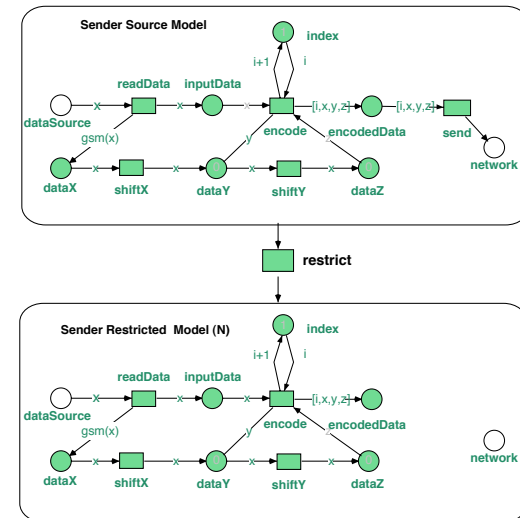 Sender Source Model
index
i+1
i
readData
inputData
x
x
x
[i,x,y,z]
[i,x,y,z]
dataSource
encode
encodedData
send
gsm(x)
y
z
network
x
x
x
x
dataX
shiftX
dataY
shiftY
dataZ
restrict
Sender Restricted Model (N)
index
i+1
i
readData
inputData
x
x
x
[i,x,y,z]
dataSource
encode
encodedData
gsm(x)
y
z
network
x
x
x
x
dataX
shiftX
dataY
shiftY
dataZ